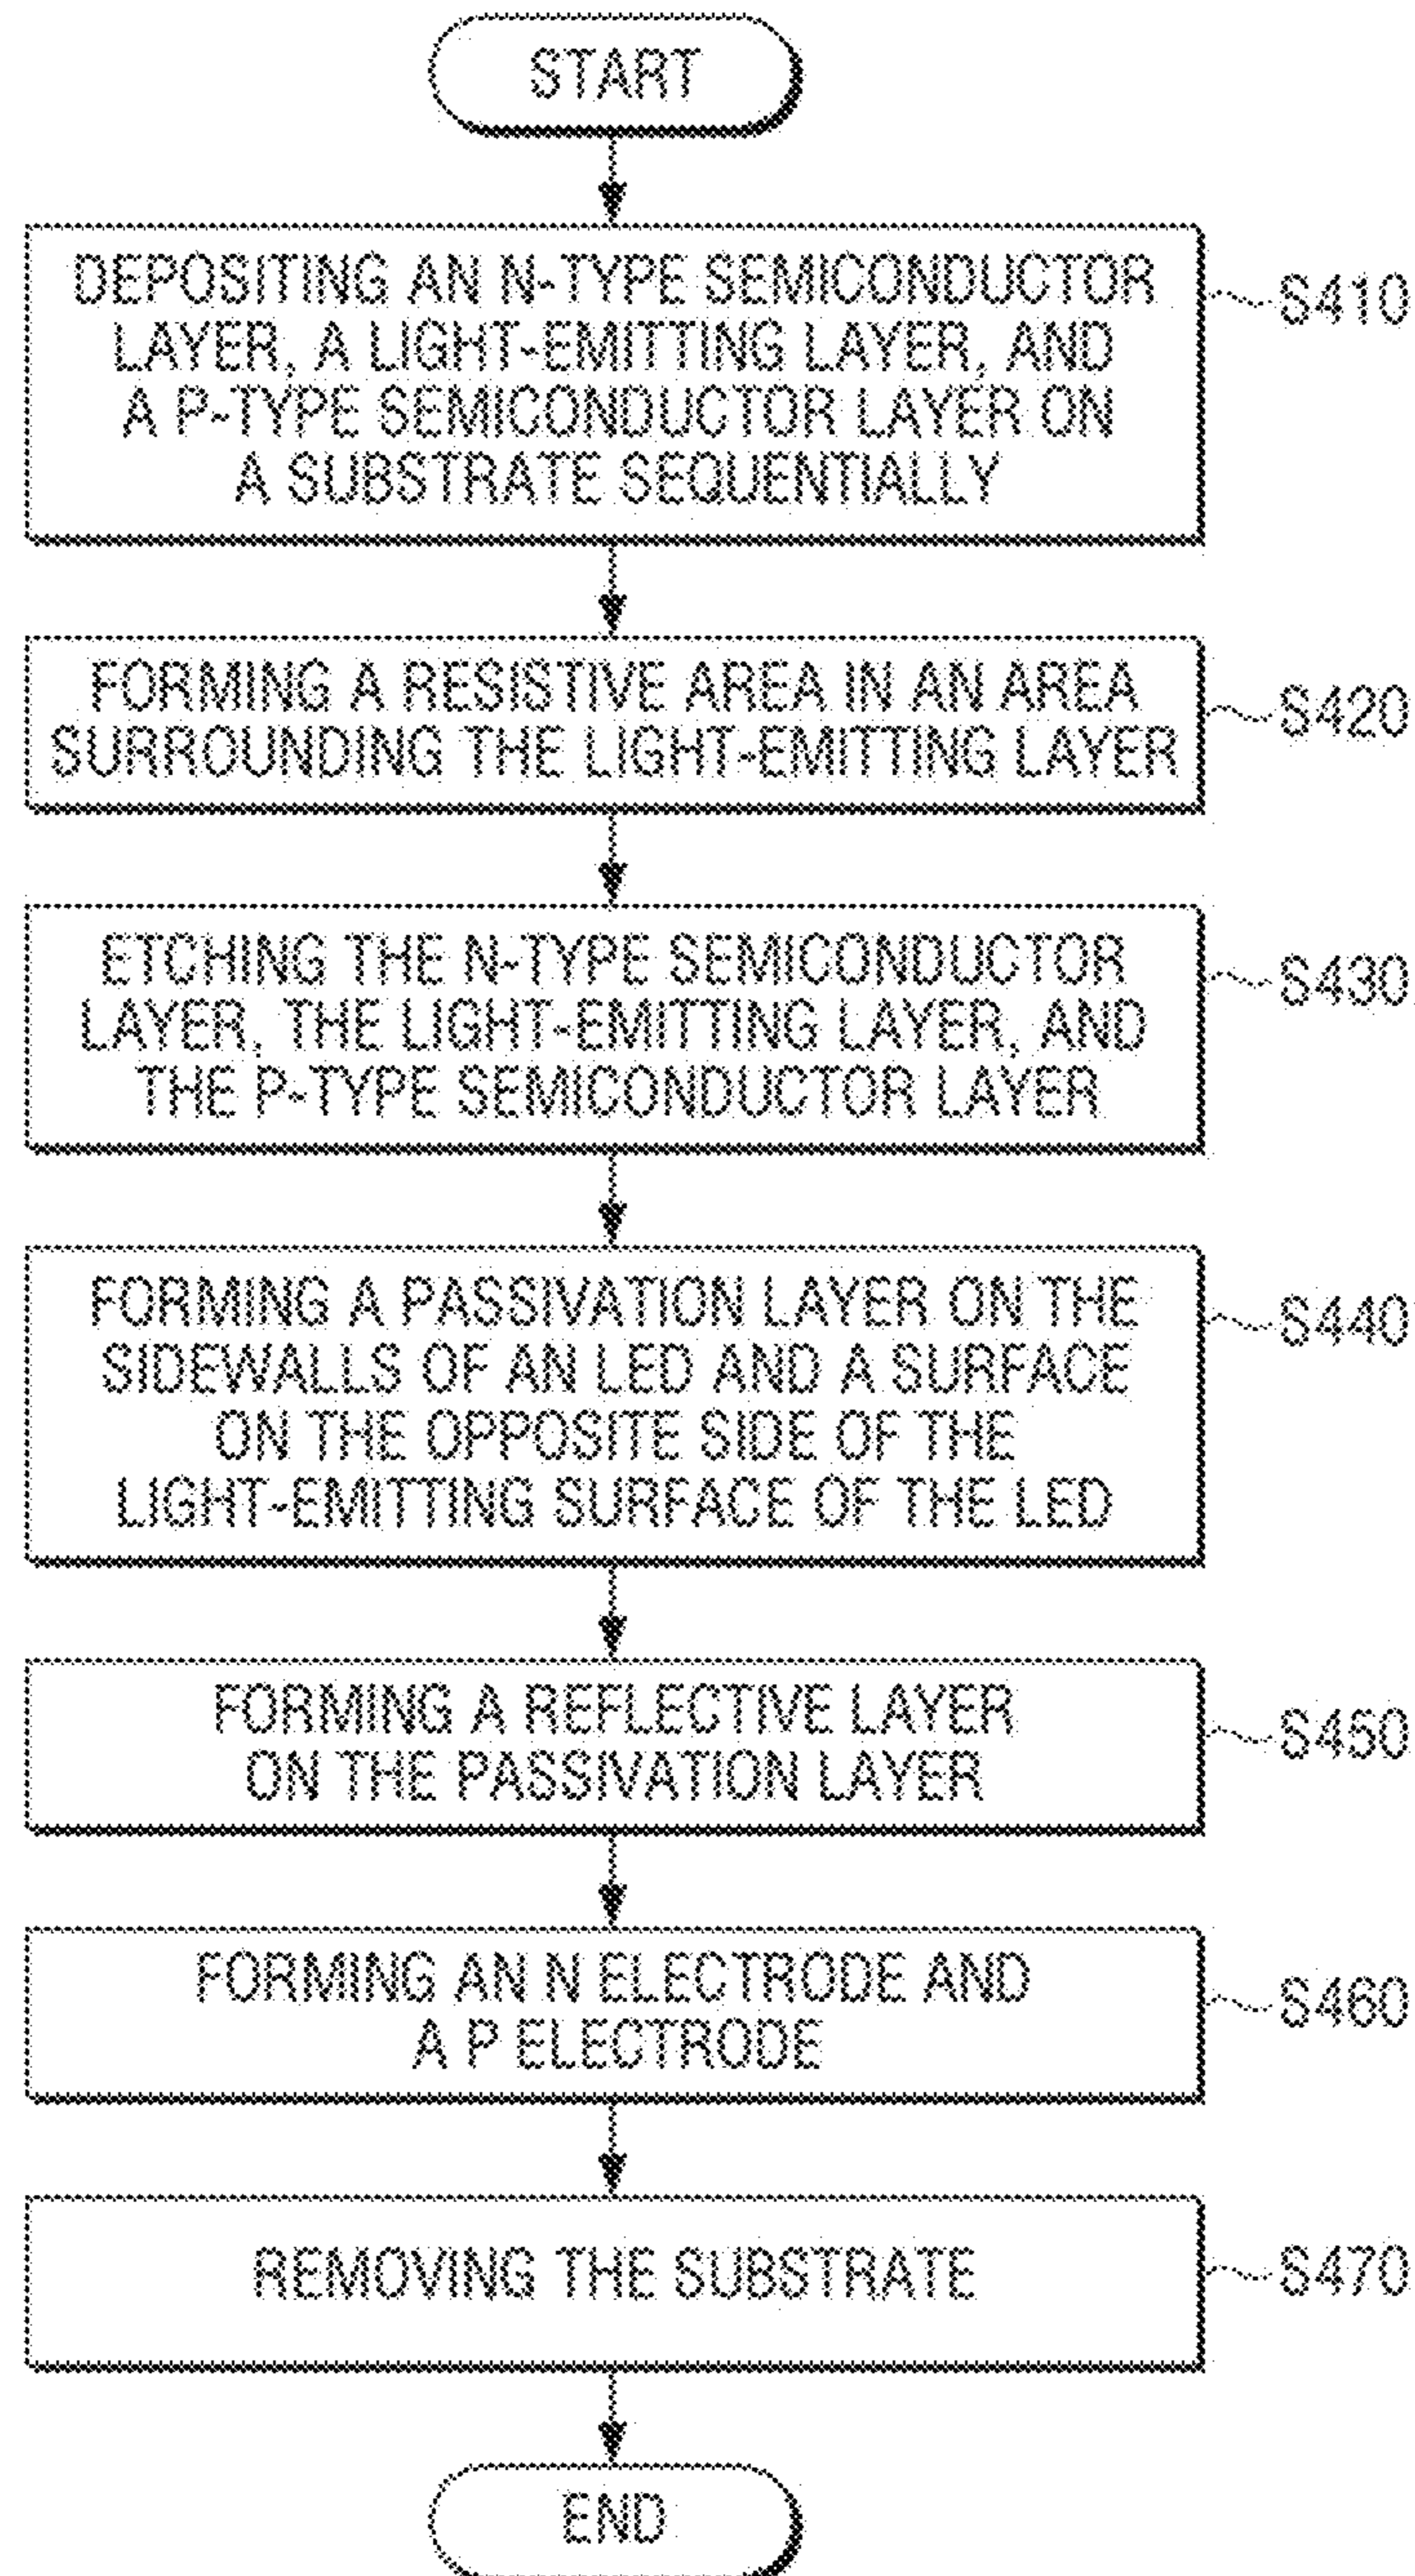 START
DEPOSITING AN N-TYPE SEMICONDUCTOR
LAYER, A LIGHT-EMITTING LAYER, AND
A P-TYPE SEMICONDUCTOR LAYER ON
A SUBSTRATE SEQUENTIALLY
S410
FORMING A RESISTIVE AREA IN AN AREA
SURROUNDING THE LIGHT-EMITTING LAYER
S420
ETCHING THE N-TYPE SEMICONDUCTOR
LAYER, THE LIGHT-EMITTING LAYER, AND
THE P-TYPE SEMICONDUCTOR LAYER
S430
FORMING A PASSIVATION LAYER ON THE
SIDEWALLS OF AN LED AND A SURFACE
ON THE OPPOSITE SIDE OF THE
LIGHT-EMITTING SURFACE OF THE LED
S440
FORMING A REFLECTIVE LAYER
ON THE PASSIVATION LAYER
S450
FORMING AN N ELECTRODE AND
A P ELECTRODE
S460
REMOVING THE SUBSTRATE
S470
END